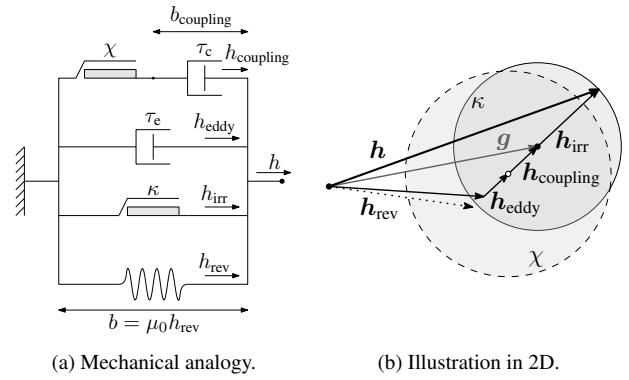 b_coupling
χ
τ_c
h_coupling
τ_e
h_eddy
h
κ
h_irr
h_rev
b = μ_0 h_rev
(a) Mechanical analogy.
κ
h
g
h_irr
h_coupling
h_rev
h_eddy
χ
(b) Illustration in 2D.